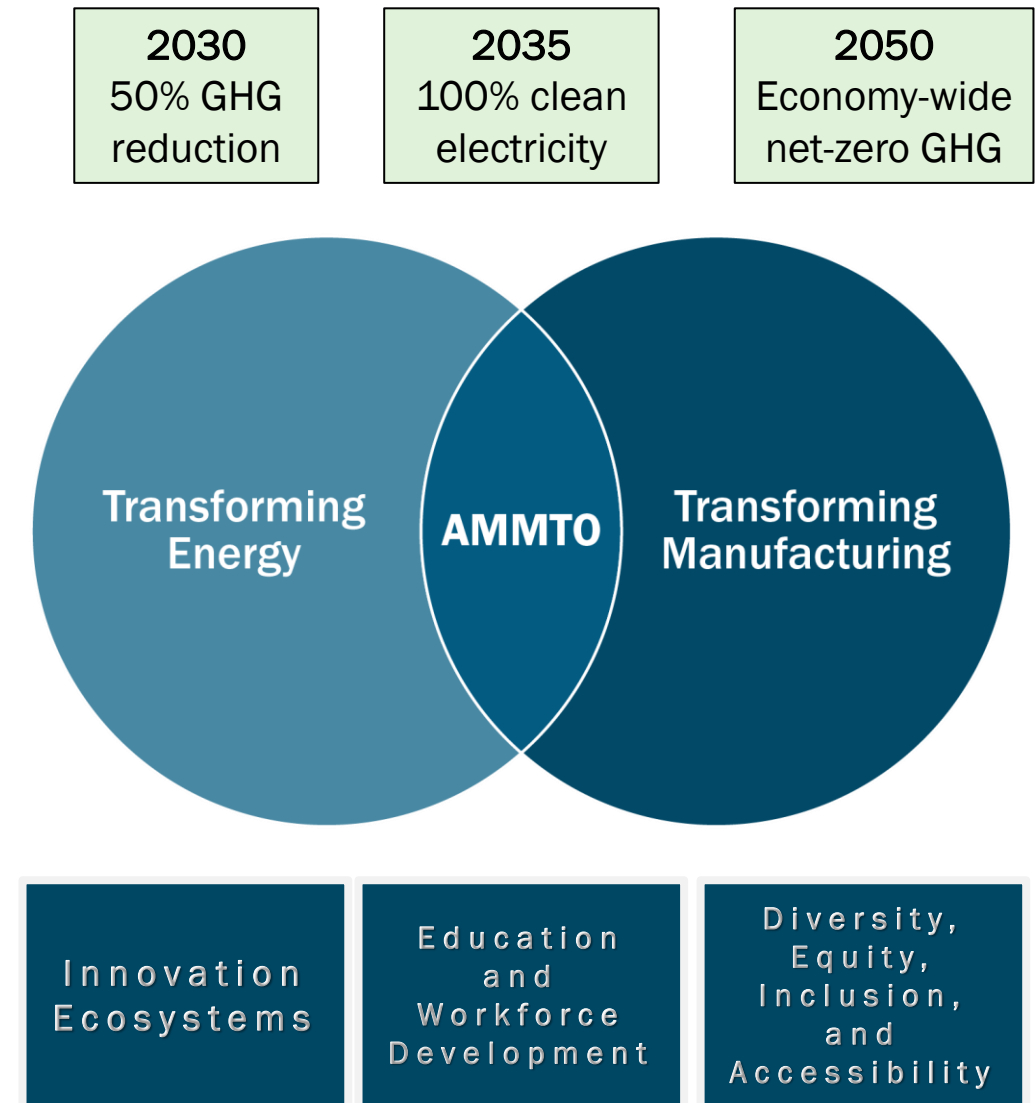 2030
50% GHG
reduction
2035
100% clean
electricity
2050
Economy-wide
net-zero GHG
Transforming
Energy
AMMTO
Transforming
Manufacturing
Innovation
Ecosystems
Education
and
Workforce
Development
Diversity,
Equity,
Inclusion,
and
Accessibility